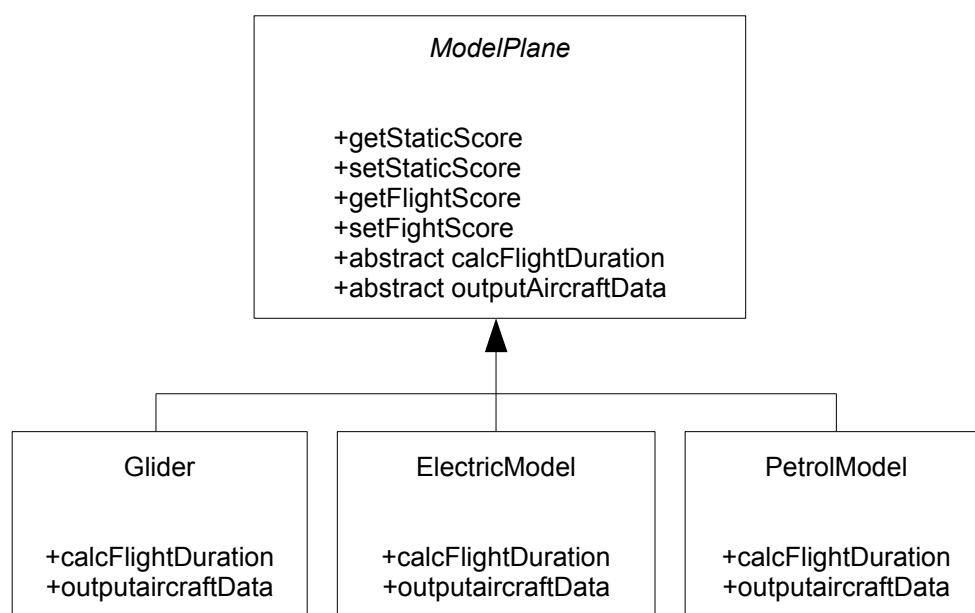 ModelPlane
+getStaticScore
+setStaticScore
+getFlightScore
+setFightScore
+abstract calcFlightDuration
+abstract outputAircraftData
Glider
+calcFlightDuration
+outputaircraftData
ElectricModel
+calcFlightDuration
+outputaircraftData
PetrolModel
+calcFlightDuration
+outputaircraftData